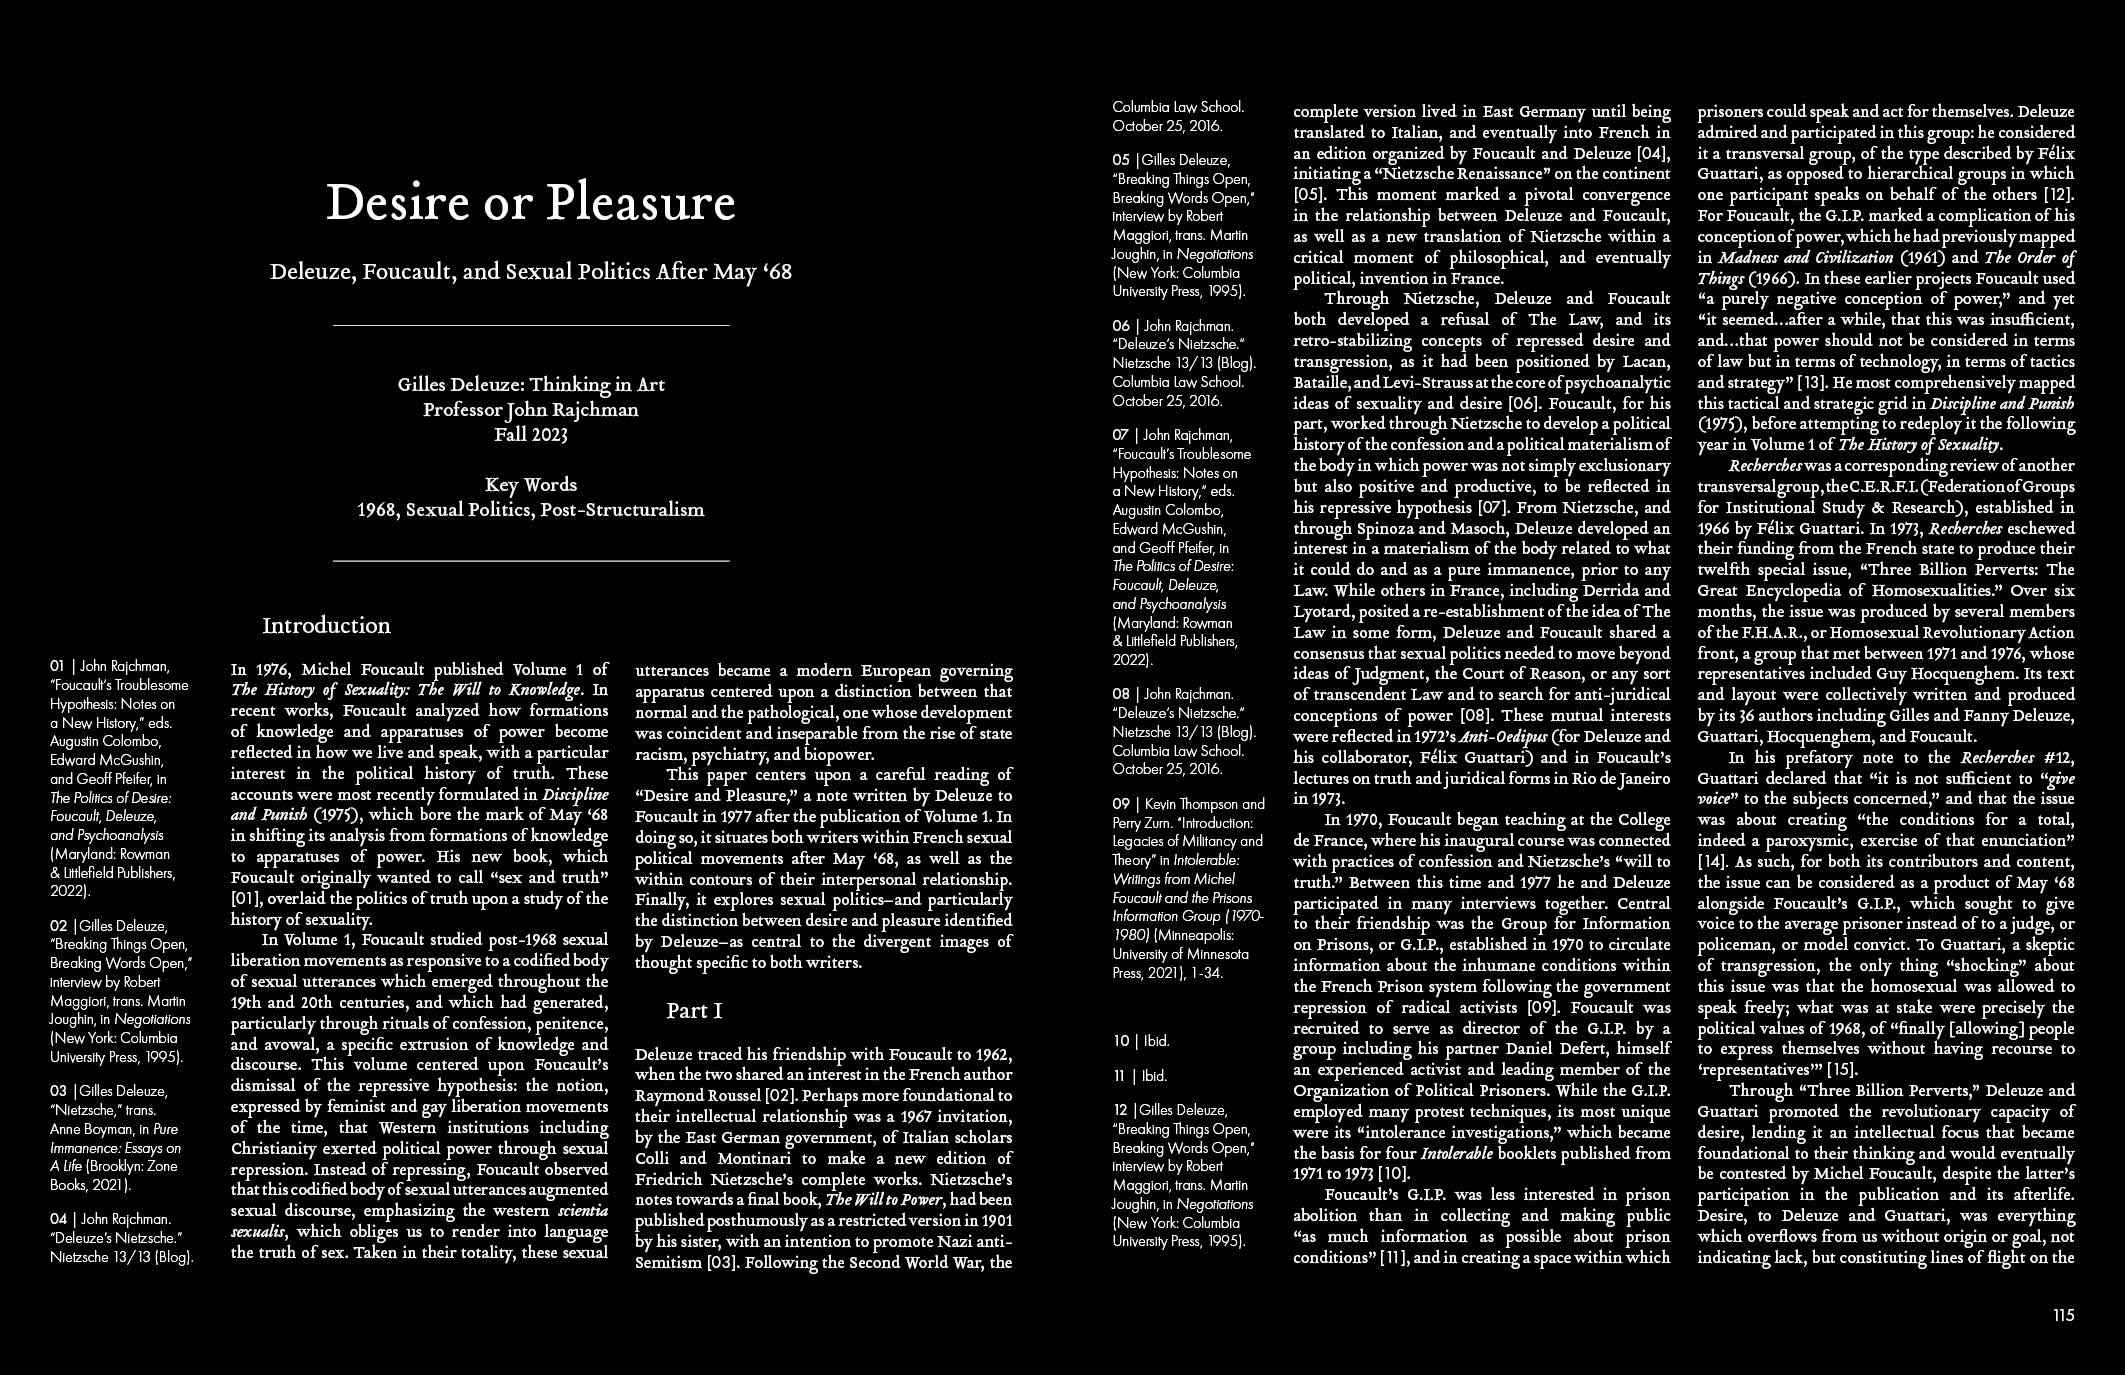 Desire or Pleasure
Deleuze, Foucault, and Sexual Politics After May ‘68
Gilles Deleuze: Thinking in Art
Professor John Rajchman
Fall 2023
Key Words
1968, Sexual Politics, Post-Structuralism
Introduction
01 | John Rajchman,
“Foucault’s Troublesome
Hypothesis: Notes on
a New History,” eds.
Augustin Colombo,
Edward McGushin,
and Geoff Pfeifer, in
The Politics of Desire:
Foucault, Deleuze,
and Psychoanalysis
(Maryland: Rowman
& Littlefield Publishers,
2022).
02 |Gilles Deleuze,
“Breaking Things Open,
Breaking Words Open,”
interview by Robert
Maggiori, trans. Martin
Joughin, in Negotiations
(New York: Columbia
University Press, 1995).
03 |Gilles Deleuze,
“Nietzsche,” trans.
Anne Boyman, in Pure
Immanence: Essays on
A Life (Brooklyn: Zone
Books, 2021).
04 | John Rajchman.
“Deleuze’s Nietzsche.”
Nietzsche 13/13 (Blog).
In 1976, Michel Foucault published Volume 1 of
The History of Sexuality: The Will to Knowledge. In
recent works, Foucault analyzed how formations
of knowledge and apparatuses of power become
reflected in how we live and speak, with a particular
interest in the political history of truth. These
accounts were most recently formulated in Discipline
and Punish (1975), which bore the mark of May ‘68
in shifting its analysis from formations of knowledge
to apparatuses of power. His new book, which
Foucault originally wanted to call “sex and truth”
[01], overlaid the politics of truth upon a study of the
history of sexuality.
In Volume 1, Foucault studied post-1968 sexual
liberation movements as responsive to a codified body
of sexual utterances which emerged throughout the
19th and 20th centuries, and which had generated,
particularly through rituals of confession, penitence,
and avowal, a specific extrusion of knowledge and
discourse. This volume centered upon Foucault’s
dismissal of the repressive hypothesis: the notion,
expressed by feminist and gay liberation movements
of the time, that Western institutions including
Christianity exerted political power through sexual
repression. Instead of repressing, Foucault observed
that this codified body of sexual utterances augmented
sexual discourse, emphasizing the western scientia
sexualis, which obliges us to render into language
the truth of sex. Taken in their totality, these sexual
utterances became a modern European governing
apparatus centered upon a distinction between that
normal and the pathological, one whose development
was coincident and inseparable from the rise of state
racism, psychiatry, and biopower.
This paper centers upon a careful reading of
“Desire and Pleasure,” a note written by Deleuze to
Foucault in 1977 after the publication of Volume 1. In
doing so, it situates both writers within French sexual
political movements after May ‘68, as well as the
within contours of their interpersonal relationship.
Finally, it explores sexual politics—and particularly
the distinction between desire and pleasure identified
by Deleuze—as central to the divergent images of
thought specific to both writers.
Part I
Deleuze traced his friendship with Foucault to 1962,
when the two shared an interest in the French author
Raymond Roussel [02]. Perhaps more foundational to
their intellectual relationship was a 1967 invitation,
by the East German government, of Italian scholars
Colli and Montinari to make a new edition of
Friedrich Nietzsche’s complete works. Nietzsche’s
notes towards a final book, The Will to Power, had been
published posthumously as a restricted version in 1901
by his sister, with an intention to promote Nazi anti-
Semitism [03]. Following the Second World War, the
Columbia Law School.
October 25, 2016.
05 |Gilles Deleuze,
“Breaking Things Open,
Breaking Words Open,”
interview by Robert
Maggiori, trans. Martin
Joughin, in Negotiations
(New York: Columbia
University Press, 1995).
06 | John Rajchman.
“Deleuze’s Nietzsche.”
Nietzsche 13/13 (Blog).
Columbia Law School.
October 25, 2016.
07 | John Rajchman,
“Foucault’s Troublesome
Hypothesis: Notes on
a New History,” eds.
Augustin Colombo,
Edward McGushin,
and Geoff Pfeifer, in
The Politics of Desire:
Foucault, Deleuze,
and Psychoanalysis
(Maryland: Rowman
& Littlefield Publishers,
2022).
08 | John Rajchman.
“Deleuze’s Nietzsche.”
Nietzsche 13/13 (Blog).
Columbia Law School.
October 25, 2016.
09 | Kevin Thompson and
Perry Zurn. “Introduction:
Legacies of Militancy and
Theory” in Intolerable:
Writings from Michel
Foucault and the Prisons
Information Group (1970-
1980) (Minneapolis:
University of Minnesota
Press, 2021), 1-34.
10 | Ibid.
11 | Ibid.
12 |Gilles Deleuze,
“Breaking Things Open,
Breaking Words Open,”
interview by Robert
Maggiori, trans. Martin
Joughin, in Negotiations
(New York: Columbia
University Press, 1995).
complete version lived in East Germany until being
translated to Italian, and eventually into French in
an edition organized by Foucault and Deleuze [04],
initiating a “Nietzsche Renaissance” on the continent
[05]. This moment marked a pivotal convergence
in the relationship between Deleuze and Foucault,
as well as a new translation of Nietzsche within a
critical moment of philosophical, and eventually
political, invention in France.
Through Nietzsche, Deleuze and Foucault
both developed a refusal of The Law, and its
retro-stabilizing concepts of repressed desire and
transgression, as it had been positioned by Lacan,
Bataille, and Levi-Strauss at the core of psychoanalytic
ideas of sexuality and desire [06]. Foucault, for his
part, worked through Nietzsche to develop a political
history of the confession and a political materialism of
the body in which power was not simply exclusionary
but also positive and productive, to be reflected in
his repressive hypothesis [07]. From Nietzsche, and
through Spinoza and Masoch, Deleuze developed an
interest in a materialism of the body related to what
it could do and as a pure immanence, prior to any
Law. While others in France, including Derrida and
Lyotard, posited a re-establishment of the idea of The
Law in some form, Deleuze and Foucault shared a
consensus that sexual politics needed to move beyond
ideas of Judgment, the Court of Reason, or any sort
of transcendent Law and to search for anti-juridical
conceptions of power [08]. These mutual interests
were reflected in 1972’s Anti-Oedipus (for Deleuze and
his collaborator, Félix Guattari) and in Foucault’s
lectures on truth and juridical forms in Rio de Janeiro
in 1973.
In 1970, Foucault began teaching at the College
de France, where his inaugural course was connected
with practices of confession and Nietzsche’s “will to
truth.” Between this time and 1977 he and Deleuze
participated in many interviews together. Central
to their friendship was the Group for Information
on Prisons, or G.I.P., established in 1970 to circulate
information about the inhumane conditions within
the French Prison system following the government
repression of radical activists [09]. Foucault was
recruited to serve as director of the G.I.P. by a
group including his partner Daniel Defert, himself
an experienced activist and leading member of the
Organization of Political Prisoners. While the G.I.P.
employed many protest techniques, its most unique
were its “intolerance investigations,” which became
the basis for four Intolerable booklets published from
1971 to 1973 [10].
Foucault’s G.I.P. was less interested in prison
abolition than in collecting and making public
“as much information as possible about prison
conditions” [11], and in creating a space within which
prisoners could speak and act for themselves. Deleuze
admired and participated in this group: he considered
it a transversal group, of the type described by Félix
Guattari, as opposed to hierarchical groups in which
one participant speaks on behalf of the others [12].
For Foucault, the G.I.P. marked a complication of his
conception of power, which he had previously mapped
in Madness and Civilization (1961) and The Order of
Things (1966). In these earlier projects Foucault used
“a purely negative conception of power,” and yet
“it seemed...after a while, that this was insufficient,
and...that power should not be considered in terms
of law but in terms of technology, in terms of tactics
and strategy” [13]. He most comprehensively mapped
this tactical and strategic grid in Discipline and Punish
(1975), before attempting to redeploy it the following
year in Volume 1 of The History of Sexuality.
Recherches was a corresponding review of another
transversal group, the C.E.R.F.I. (Federation of Groups
for Institutional Study & Research), established in
1966 by Félix Guattari. In 1973, Recherches eschewed
their funding from the French state to produce their
twelfth special issue, “Three Billion Perverts: The
Great Encyclopedia of Homosexualities.” Over six
months, the issue was produced by several members
of the F.H.A.R., or Homosexual Revolutionary Action
front, a group that met between 1971 and 1976, whose
representatives included Guy Hocquenghem. Its text
and layout were collectively written and produced
by its 36 authors including Gilles and Fanny Deleuze,
Guattari, Hocquenghem, and Foucault.
In his prefatory note to the Recherches #12,
Guattari declared that “it is not sufficient to “give
voice” to the subjects concerned,” and that the issue
was about creating “the conditions for a total,
indeed a paroxysmic, exercise of that enunciation”
[14]. As such, for both its contributors and content,
the issue can be considered as a product of May ‘68
alongside Foucault’s G.I.P., which sought to give
voice to the average prisoner instead of to a judge, or
policeman, or model convict. To Guattari, a skeptic
of transgression, the only thing “shocking” about
this issue was that the homosexual was allowed to
speak freely; what was at stake were precisely the
political values of 1968, of “finally [allowing] people
to express themselves without having recourse to
‘representatives’” [15].
Through “Three Billion Perverts,” Deleuze and
Guattari promoted the revolutionary capacity of
desire, lending it an intellectual focus that became
foundational to their thinking and would eventually
be contested by Michel Foucault, despite the latter’s
participation in the publication and its afterlife.
Desire, to Deleuze and Guattari, was everything
which overflows from us without origin or goal, not
indicating lack, but constituting lines of flight on the
115